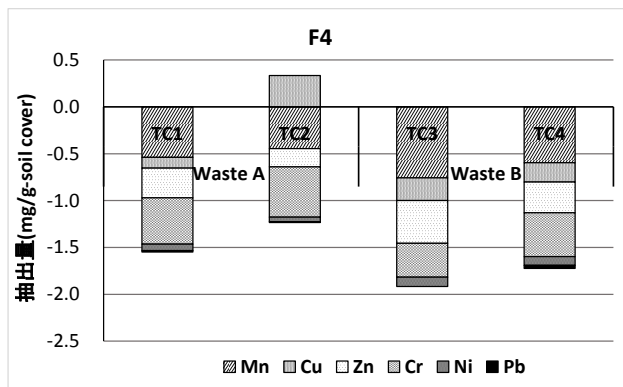 F4
0.5
0.0
-0.5
-1.0
-1.5
-2.0
-2.5
抽出量(mg/g-soil cover)
TC1 TC2 TC3 TC4
Waste A Waste B
Mn Cu Zn Cr Ni Pb